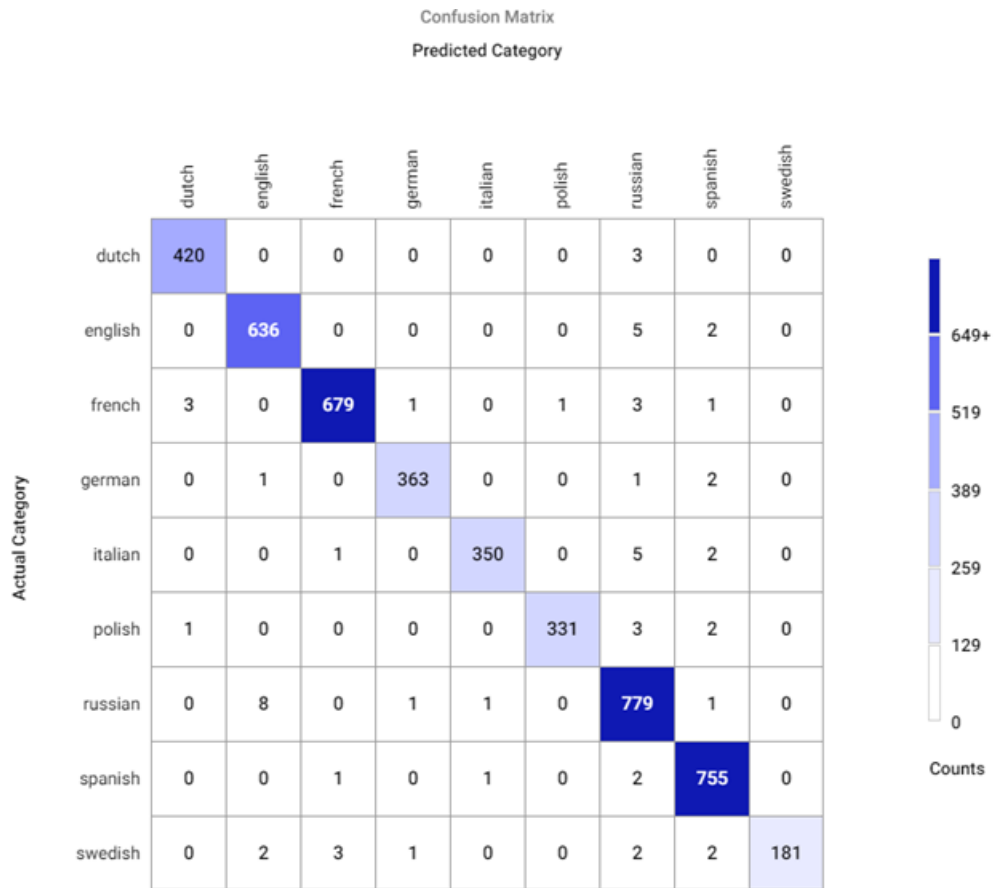 Confusion Matrix
Predicted Category
dutch english french german italian polish russian spanish swedish
dutch 420 0 0 0 0 0 3 0 0
english 0 636 0 0 0 0 5 2 0
french 3 0 679 1 0 1 3 1 0
german 0 1 0 363 0 0 1 2 0
italian 0 0 1 0 350 0 5 2 0
polish 1 0 0 0 0 331 3 2 0
russian 0 8 0 1 1 0 779 1 0
spanish 0 0 1 0 1 0 2 755 0
swedish 0 2 3 1 0 0 2 2 181
Actual Category
649+
519
389
259
129
0
Counts